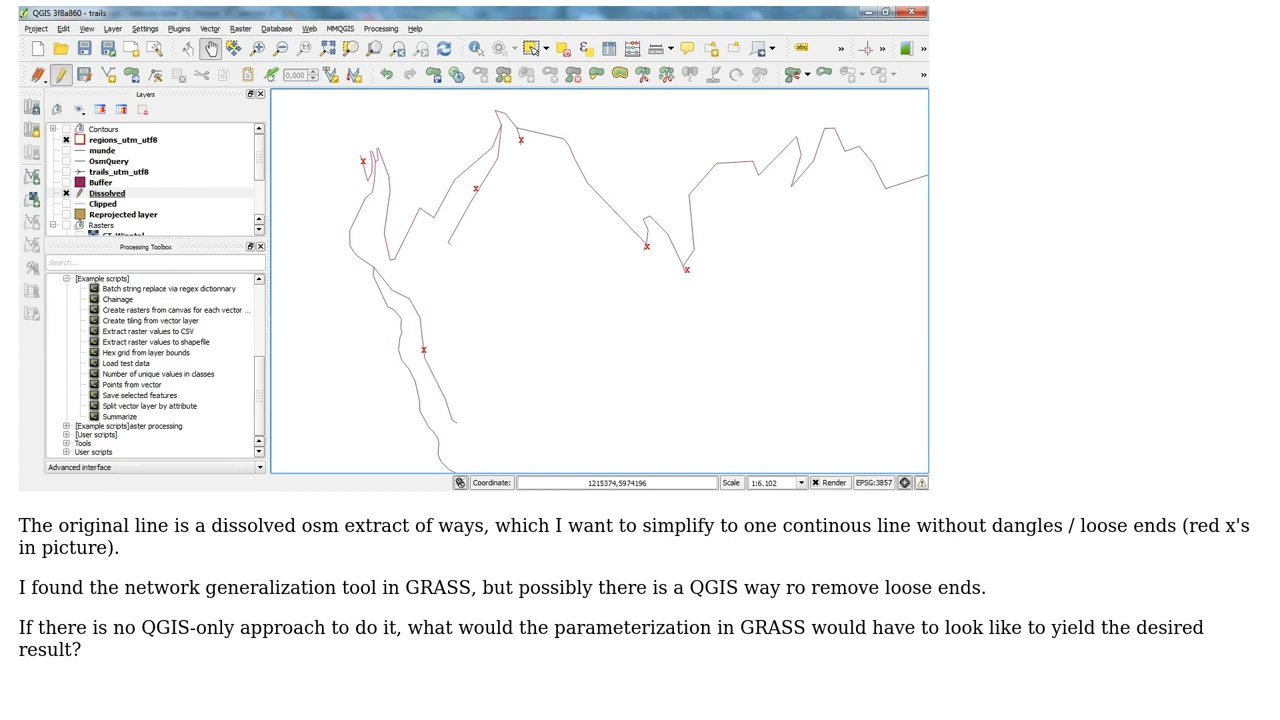 QGIS 3f8a860 - trails
Project Edit View Layer Settings Plugins Vector Raster Database Web MMQGIS Processing Help
abc
0,000
Layers
Contours
regions_utm_utf8
munde
OsmQuery
trails_utm_utf8
Buffer
Dissolved
Clipped
Reprojected layer
Rasters
Processing Toolbox
Search...
[Example scripts]
Batch string replace via regex dictionnary
Chainage
Create rasters from canvas for each vector ...
Create tiling from vector layer
Extract raster values to CSV
Extract raster values to shapefile
Hex grid from layer bounds
Load test data
Number of unique values in classes
Points from vector
Save selected features
Split vector layer by attribute
Summarize
[Example scripts]aster processing
[User scripts]
Tools
User scripts
Advanced interface
x
x
x
x
x
x
Coordinate: 1215374,5974196 Scale 1:6.102 Render EPSG:3857
The original line is a dissolved osm extract of ways, which I want to simplify to one continous line without dangles / loose ends (red x's
in picture).
I found the network generalization tool in GRASS, but possibly there is a QGIS way ro remove loose ends.
If there is no QGIS-only approach to do it, what would the parameterization in GRASS would have to look like to yield the desired
result?